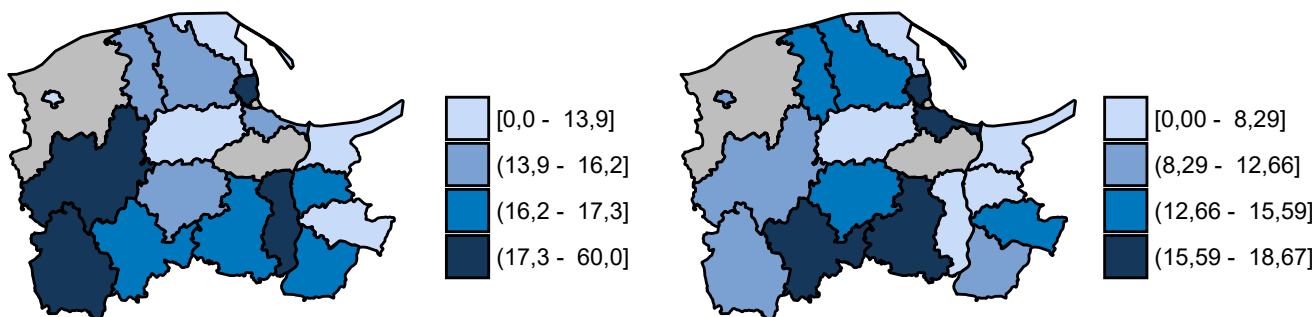 [0,0 - 13,9]
(13,9 - 16,2]
(16,2 - 17,3]
(17,3 - 60,0]
[0,00 - 8,29]
(8,29 - 12,66]
(12,66 - 15,59]
(15,59 - 18,67]